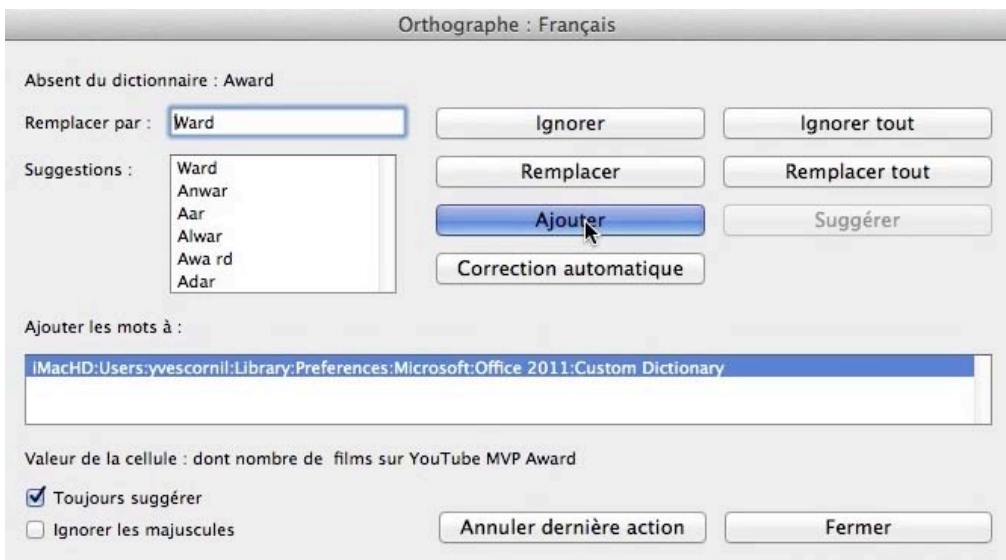 Orthographe : Français
Absent du dictionnaire : Award
Remplacer par : Ward
Ignorer
Ignorer tout
Suggestions :
Ward
Anwar
Aar
Alwar
Awa rd
Adar
Remplacer
Remplacer tout
Ajouter
Suggérer
Correction automatique
Ajouter les mots à :
iMacHD:Users:yvescornil:Library:Preferences:Microsoft:Office 2011:Custom Dictionary
Valeur de la cellule : dont nombre de films sur YouTube MVP Award
Toujours suggérer
Ignorer les majuscules
Annuler dernière action
Fermer